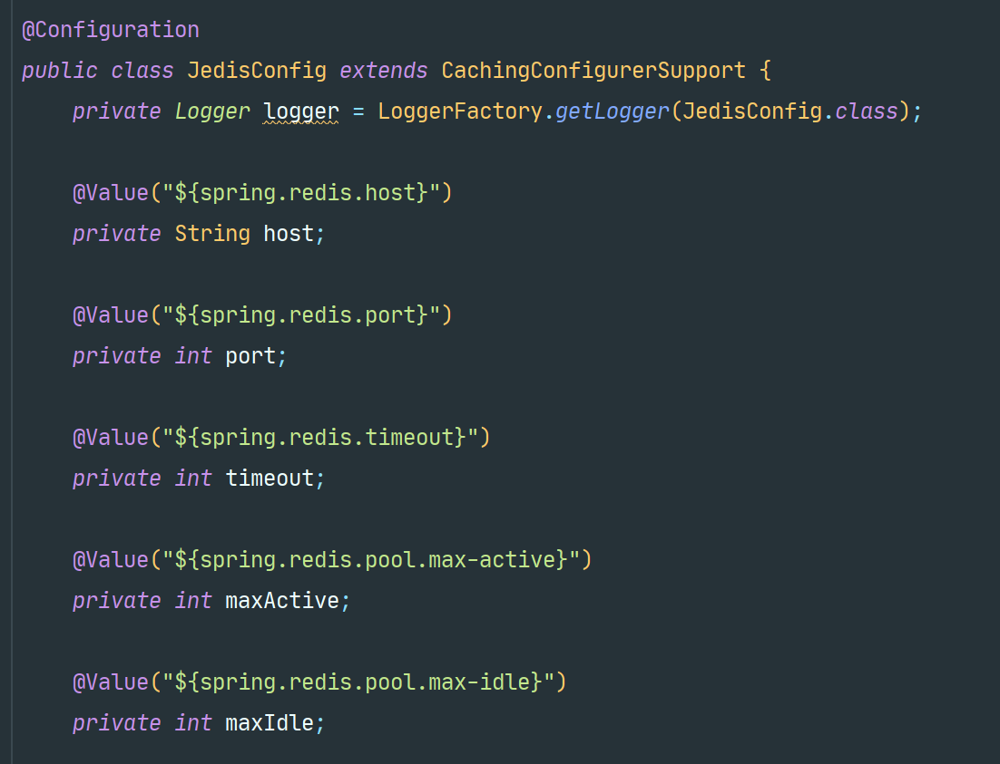 @Configuration
public class JedisConfig extends CachingConfigurerSupport {
private Logger logger = LoggerFactory.getLogger(JedisConfig.class);
@Value("${spring.redis.host}")
private String host;
@Value("${spring.redis.port}")
private int port;
@Value("${spring.redis.timeout}")
private int timeout;
@Value("${spring.redis.pool.max-active}")
private int maxActive;
@Value("${spring.redis.pool.max-idle}")
private int maxIdle;